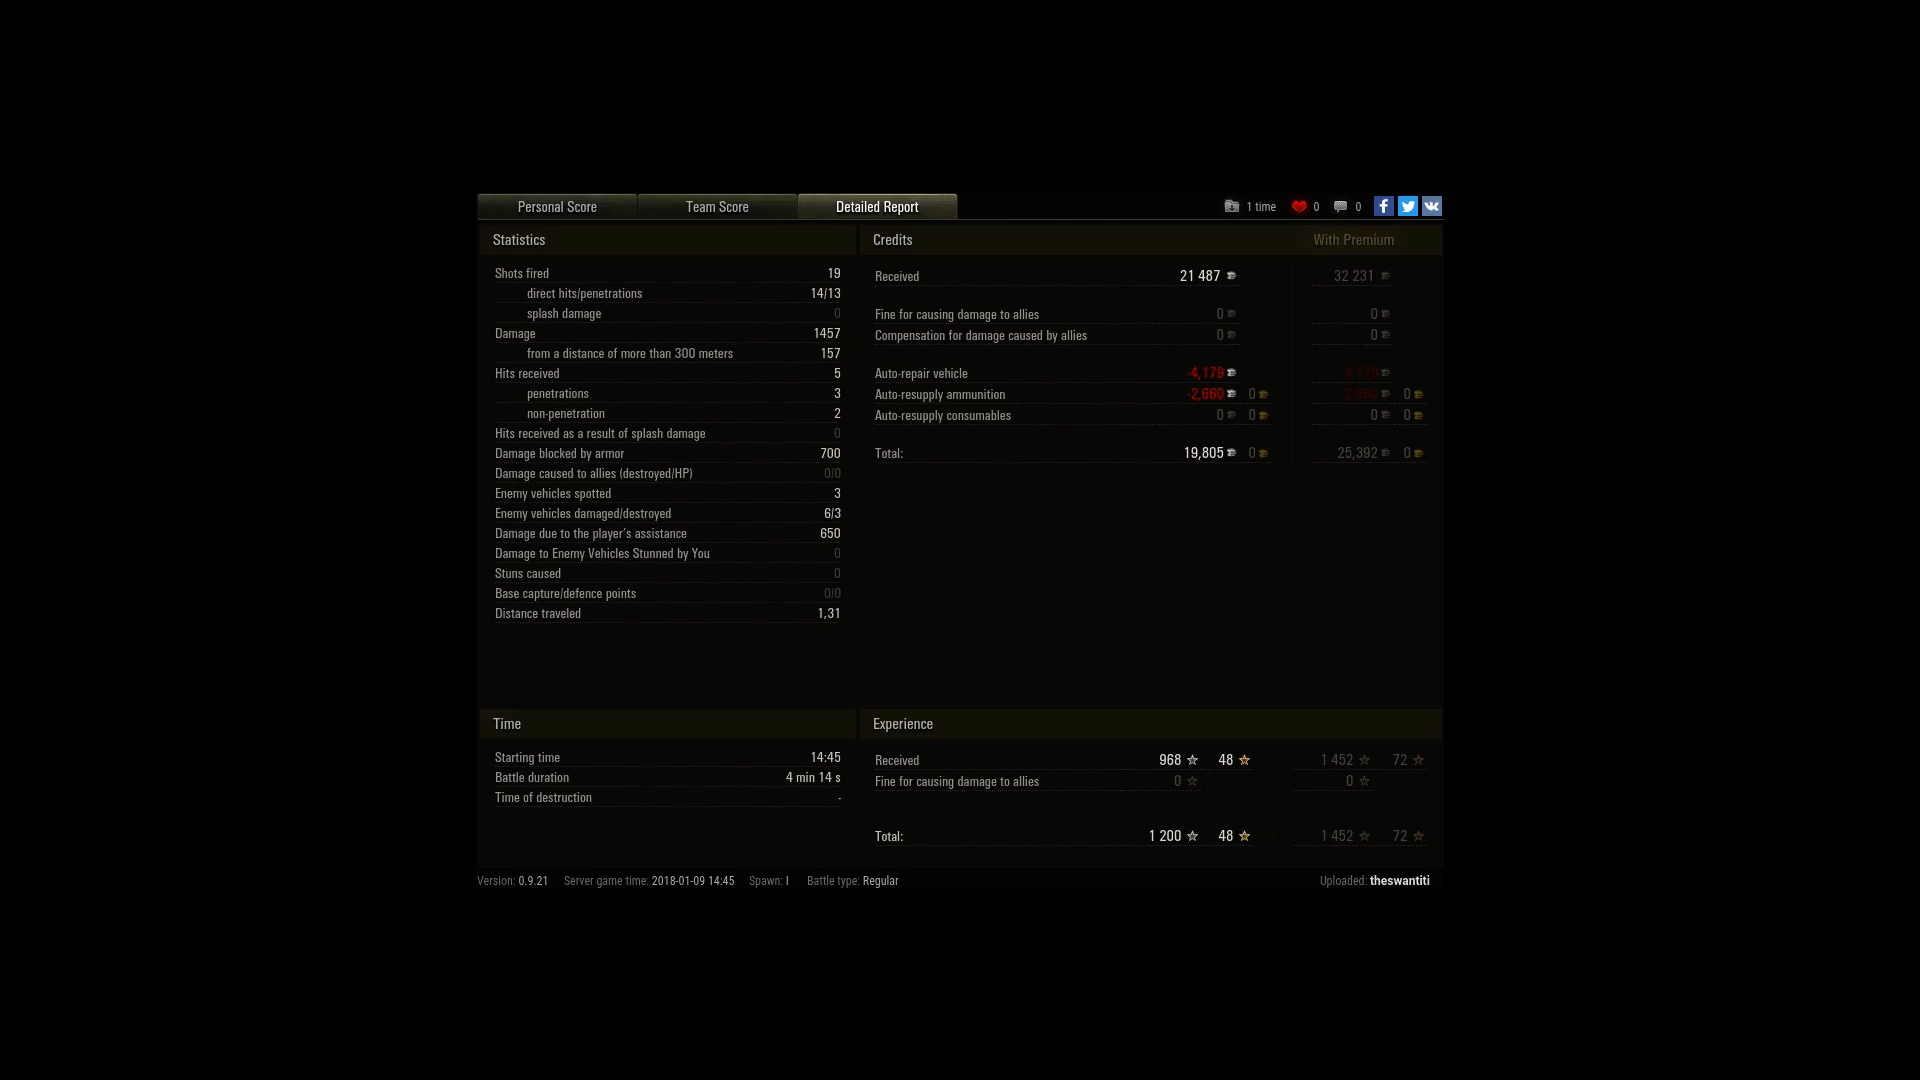 Personal Score Team Score Detailed Report 1 time 0 0
Statistics
Shots fired 19
direct hits/penetrations 14/13
splash damage 0
Damage 1457
from a distance of more than 300 meters 157
Hits received 5
penetrations 3
non-penetration 2
Hits received as a result of splash damage 0
Damage blocked by armor 700
Damage caused to allies (destroyed/HP) 0/0
Enemy vehicles spotted 3
Enemy vehicles damaged/destroyed 6/3
Damage due to the player's assistance 650
Damage to Enemy Vehicles Stunned by You 0
Stuns caused 0
Base capture/defence points 0/0
Distance traveled 1,31
Credits With Premium
Received 21 487 32 231
Fine for causing damage to allies 0 0
Compensation for damage caused by allies 0 0
Auto-repair vehicle -4,179 -4,179
Auto-resupply ammunition -2,660 0 -2,660 0
Auto-resupply consumables 0 0 0 0
Total: 19,805 0 25,392 0
Time
Starting time 14:45
Battle duration 4 min 14 s
Time of destruction -
Experience
Received 968 48 1 452 72
Fine for causing damage to allies 0 0
Total: 1 200 48 1 452 72
Version: 0.9.21 Server game time: 2018-01-09 14:45 Spawn: I Battle type: Regular Uploaded: theswantiti